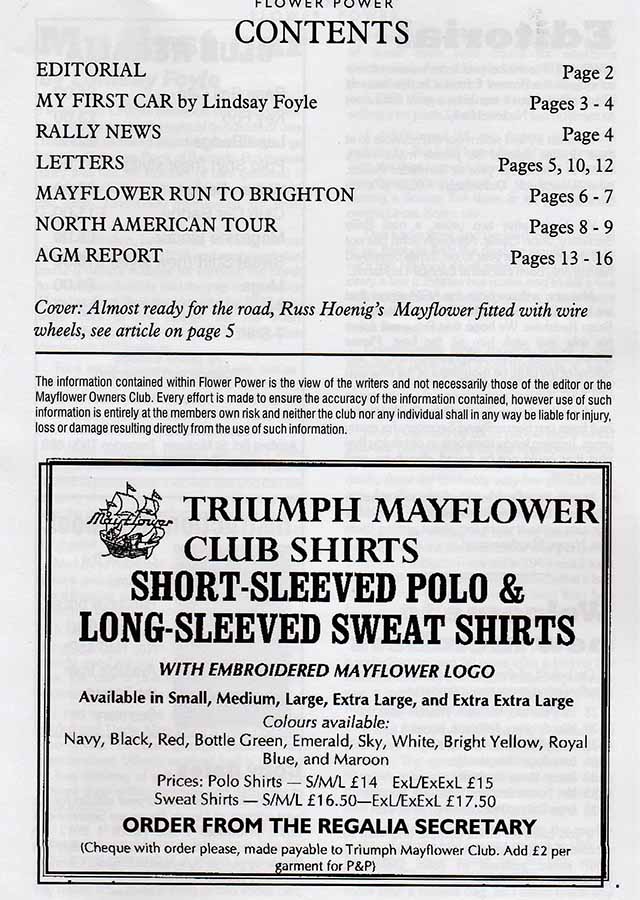 FLOWER POWER
CONTENTS
EDITORIAL Page 2
MY FIRST CAR by Lindsay Foyle Pages 3 - 4
RALLY NEWS Page 4
LETTERS Pages 5, 10, 12
MAYFLOWER RUN TO BRIGHTON Pages 6 - 7
NORTH AMERICAN TOUR Pages 8 - 9
AGM REPORT Pages 13 - 16
Cover: Almost ready for the road, Russ Hoenig's Mayflower fitted with wire
wheels, see article on page 5
The information contained within Flower Power is the view of the writers and not necessarily those of the editor or the
Mayflower Owners Club. Every effort is made to ensure the accuracy of the information contained, however use of such
information is entirely at the members own risk and neither the club nor any individual shall in any way be liable for injury,
loss or damage resulting directly from the use of such information.
Mayflower
TRIUMPH MAYFLOWER
CLUB SHIRTS
SHORT-SLEEVED POLO &
LONG-SLEEVED SWEAT SHIRTS
WITH EMBROIDERED MAYFLOWER LOGO
Available in Small, Medium, Large, Extra Large, and Extra Extra Large
Colours available:
Navy, Black, Red, Bottle Green, Emerald, Sky, White, Bright Yellow, Royal
Blue, and Maroon
Prices: Polo Shirts — S/M/L £14 ExL/ExExL £15
Sweat Shirts — S/M/L £16.50—ExL/ExExL £17.50
ORDER FROM THE REGALIA SECRETARY
(Cheque with order please, made payable to Triumph Mayflower Club. Add £2 per
garment for P&P)